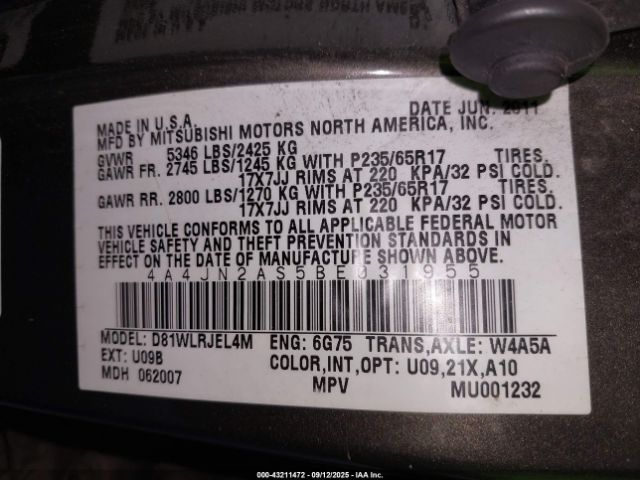 MADE IN U.S.A. DATE JUN. 2011
MFD BY MITSUBISHI MOTORS NORTH AMERICA, INC.
GVWR 5346 LBS/2425 KG
GAWR FR. 2745 LBS/1245 KG WITH P235/65R17 TIRES.
17X7JJ RIMS AT 220 KPA/32 PSI COLD.
GAWR RR. 2800 LBS/1270 KG WITH P235/65R17 TIRES.
17X7JJ RIMS AT 220 KPA/32 PSI COLD.
THIS VEHICLE CONFORMS TO ALL APPLICABLE FEDERAL MOTOR
VEHICLE SAFETY AND THEFT PREVENTION STANDARDS IN
EFFECT ON THE DATE OF MANUFACTURE SHOWN ABOVE.
4A4JN2AS5BE031955
MODEL: D81WLRJEL4M ENG: 6G75 TRANS,AXLE: W4A5A
EXT: U09B COLOR,INT,OPT: U09,21X,A10
MDH 062007 MPV MU001232
000-43211472 - 09/12/2025 - IAA Inc.